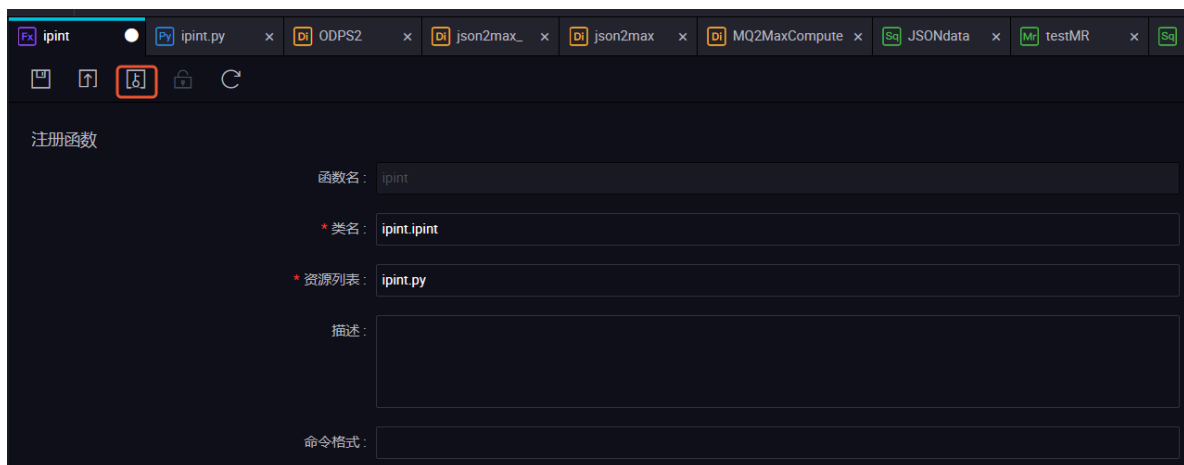 Fx ipint Py ipint.py Di ODPS2 Di json2max_ Di json2max Di MQ2MaxCompute Sq JSONdata Mr testMR Sq
注册函数
函数名： ipint
* 类名： ipint.ipint
* 资源列表： ipint.py
描述：
命令格式：